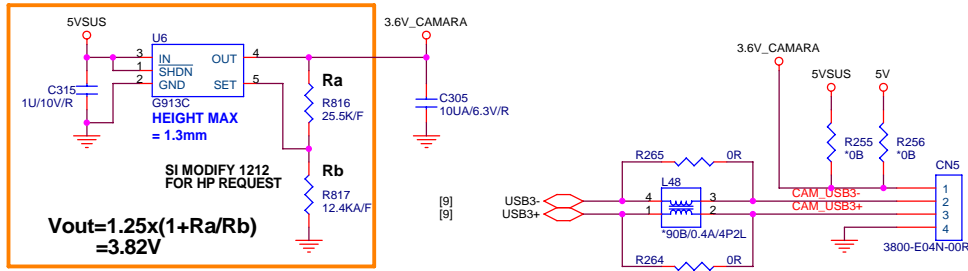 5VSUS
U6
3.6V_CAMARA
3 IN OUT 4
1 SHDN
2 GND SET 5
C315
1U/10V/R
G913C
HEIGHT MAX
= 1.3mm
Ra
R816
25.5K/F
C305
10UA/6.3V/R
SI MODIFY 1212
FOR HP REQUEST
Rb
R817
12.4KA/F
Vout=1.25x(1+Ra/Rb)
=3.82V
3.6V_CAMARA
5VSUS
5V
R255
*0B
R256
*0B
CN5
R265 0R
L48
[9] USB3- 4 3 CAM_USB3-
[9] USB3+ 1 2 CAM_USB3+
*90B/0.4A/4P2L
R264 0R
1
2
3
4
3800-E04N-00R